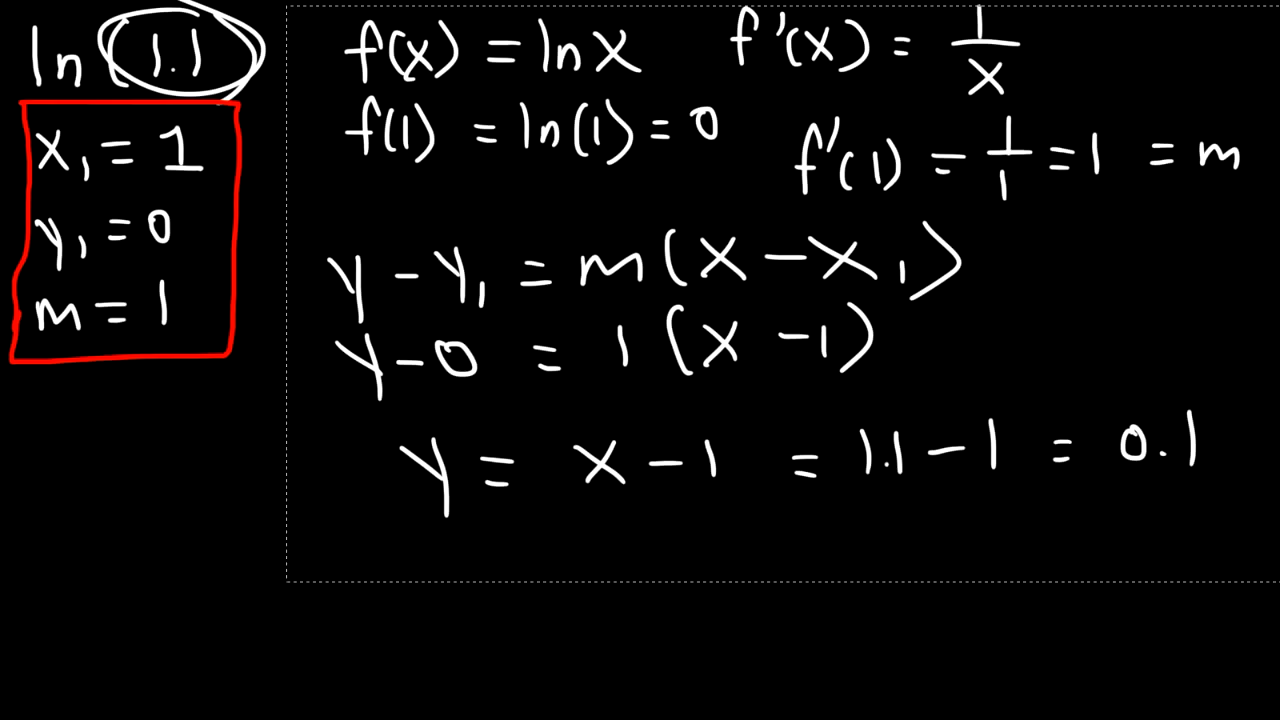 ln(1.1)
x₁ = 1
y₁ = 0
m = 1
f(x) = ln x
f'(x) = 1/x
f(1) = ln(1) = 0
f'(1) = 1/1 = 1 = m
y - y₁ = m(x - x₁)
y - 0 = 1(x - 1)
y = x - 1 = 1.1 - 1 = 0.1